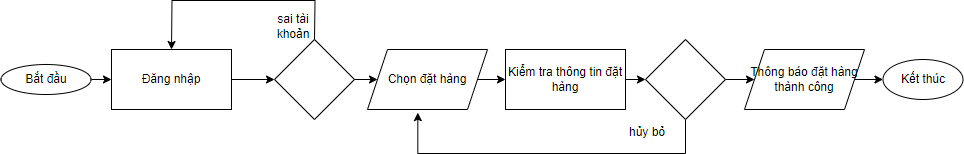 sai tài
khoản
Bắt đầu
Đăng nhập
Chọn đặt hàng
Kiểm tra thông tin đặt
hàng
Thông báo đặt hàng
thành công
Kết thúc
hủy bỏ